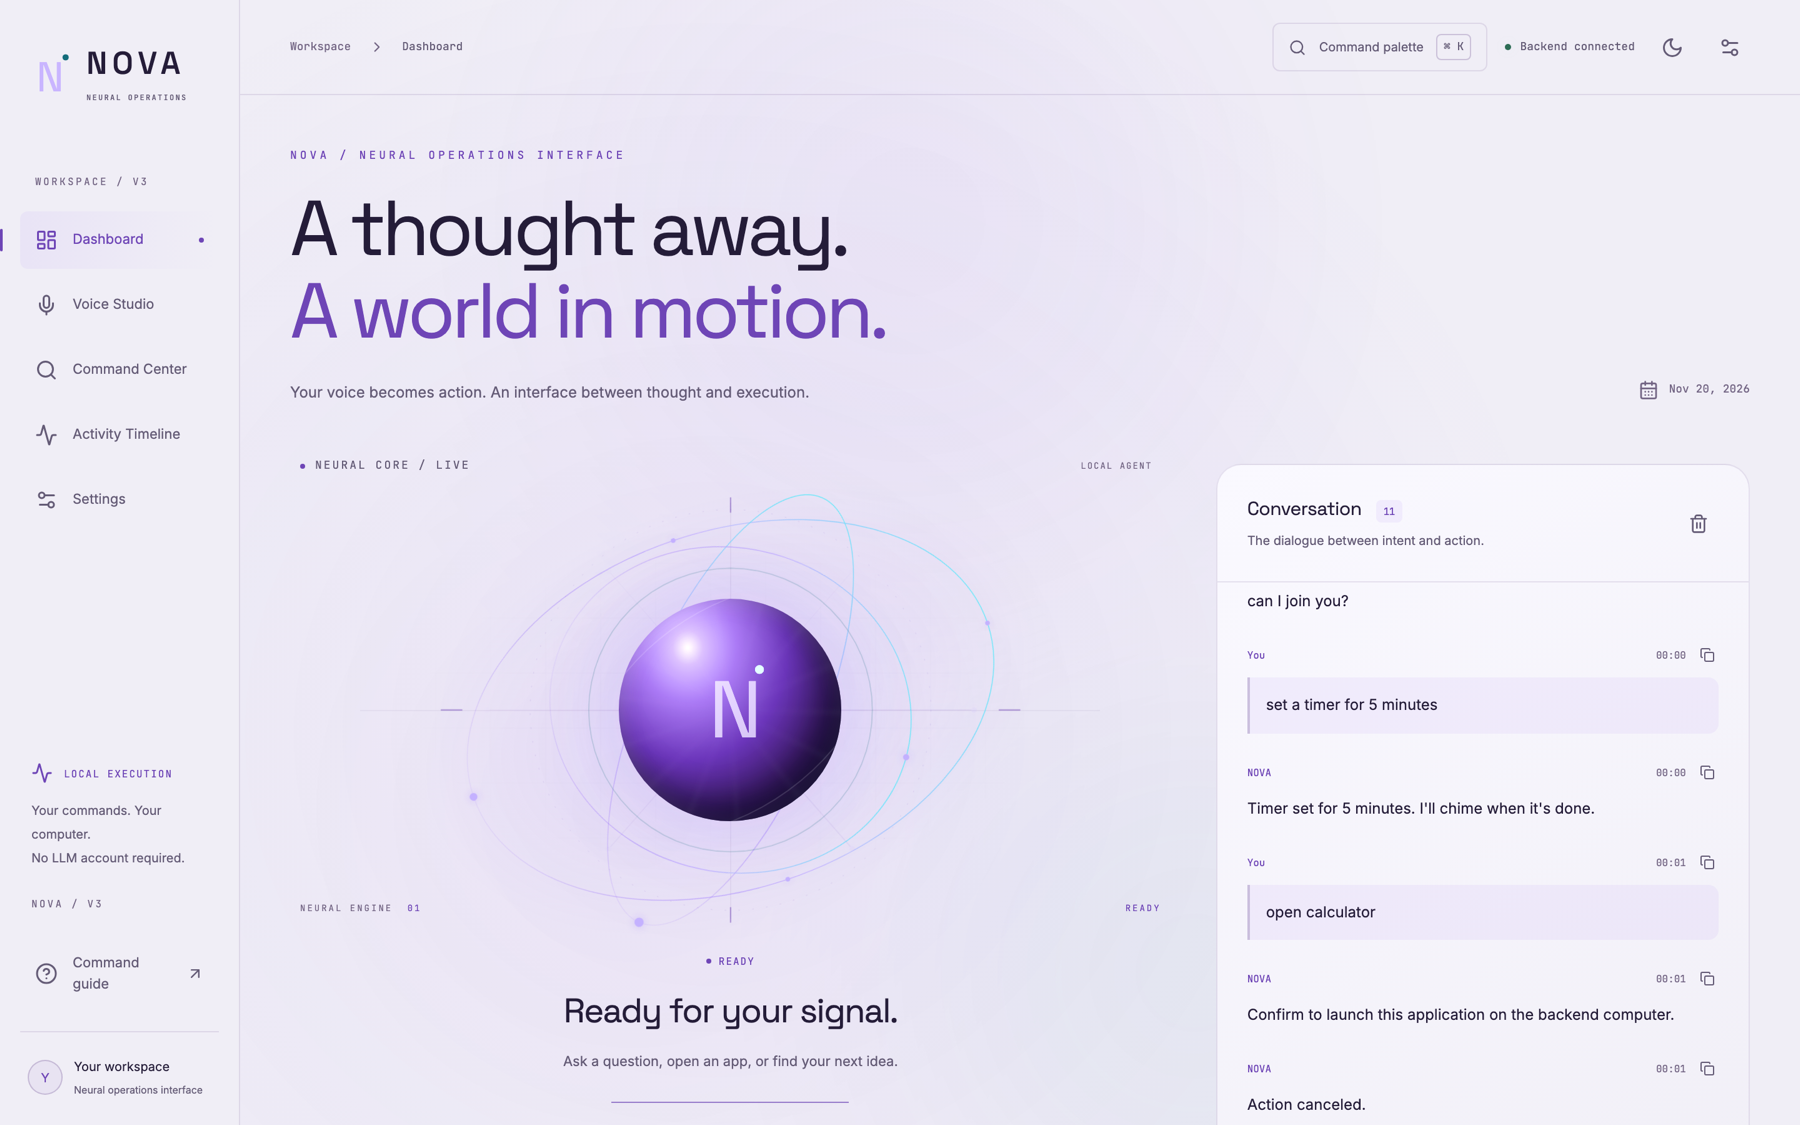 N
NOVA
NEURAL OPERATIONS
WORKSPACE / V3
Dashboard
Voice Studio
Command Center
Activity Timeline
Settings
LOCAL EXECUTION
Your commands. Your
computer.
No LLM account required.
NOVA / V3
Command
guide
Y
Your workspace
Neural operations interface
Workspace
Dashboard
Command palette
⌘ K
Backend connected
NOVA / NEURAL OPERATIONS INTERFACE
A thought away.
A world in motion.
Your voice becomes action. An interface between thought and execution.
Nov 20, 2026
NEURAL CORE / LIVE
LOCAL AGENT
N
NEURAL ENGINE 01
READY
READY
Ready for your signal.
Ask a question, open an app, or find your next idea.
Conversation 11
The dialogue between intent and action.
can I join you?
You 00:00
set a timer for 5 minutes
NOVA 00:00
Timer set for 5 minutes. I'll chime when it's done.
You 00:01
open calculator
NOVA 00:01
Confirm to launch this application on the backend computer.
NOVA 00:01
Action canceled.